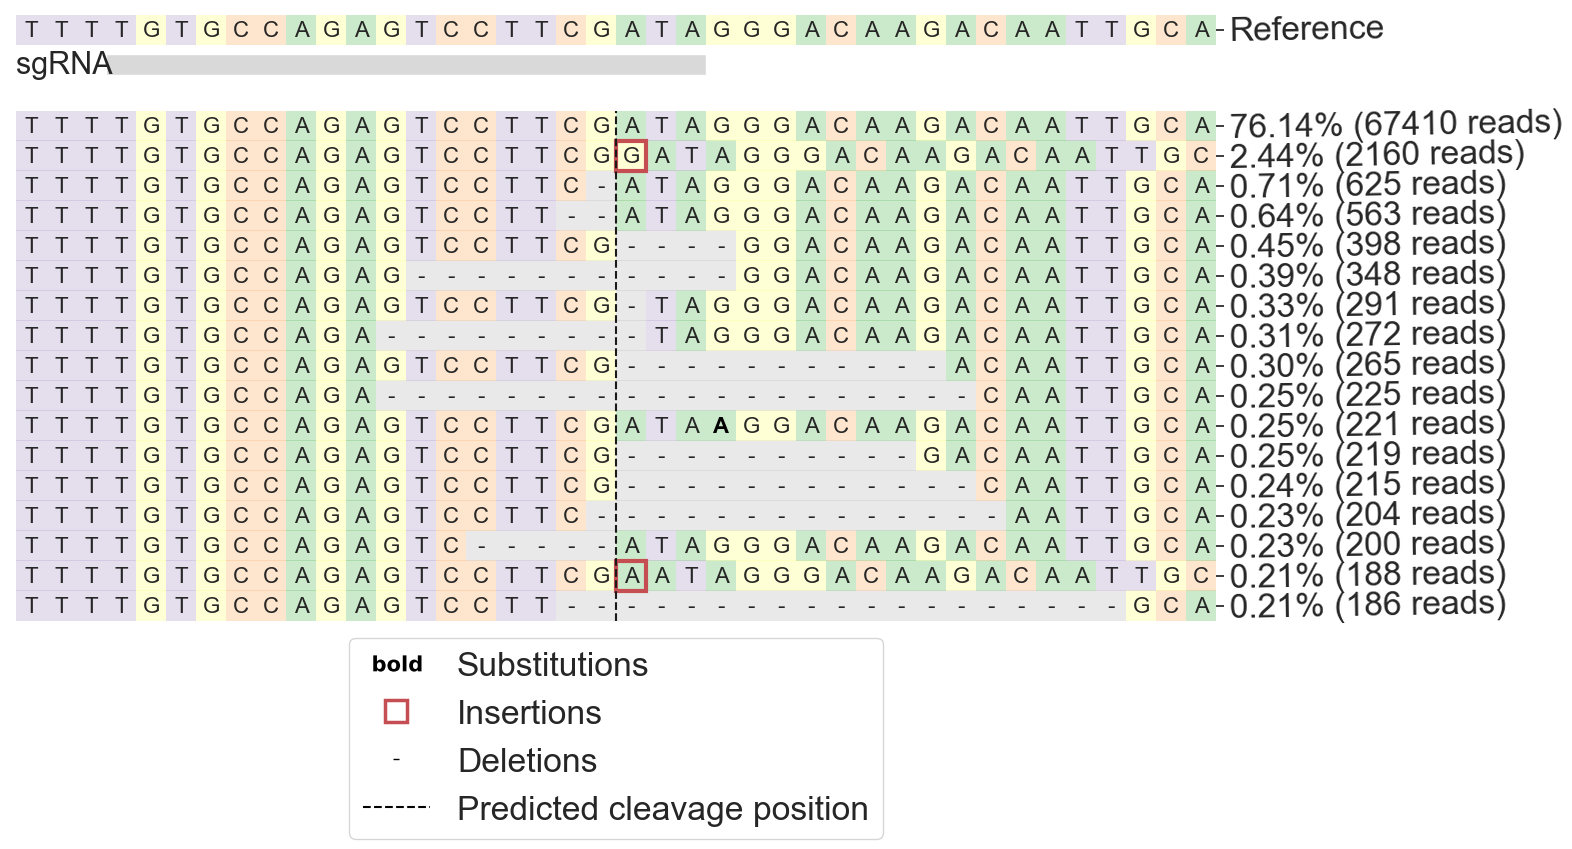 T T T T G T G C C A G A G T C C T T C G A T A G G G A C A A G A C A A T T G C A Reference
sgRNA
T T T T G T G C C A G A G T C C T T C G A T A G G G A C A A G A C A A T T G C A 76.14% (67410 reads)
T T T T G T G C C A G A G T C C T T C G G A T A G G G A C A A G A C A A T T G C 2.44% (2160 reads)
T T T T G T G C C A G A G T C C T T C - A T A G G G A C A A G A C A A T T G C A 0.71% (625 reads)
T T T T G T G C C A G A G T C C T T - - A T A G G G A C A A G A C A A T T G C A 0.64% (563 reads)
T T T T G T G C C A G A G T C C T T C G - - - - G G A C A A G A C A A T T G C A 0.45% (398 reads)
T T T T G T G C C A G A G - - - - - - - - - - - G G A C A A G A C A A T T G C A 0.39% (348 reads)
T T T T G T G C C A G A G T C C T T C G - T A G G G A C A A G A C A A T T G C A 0.33% (291 reads)
T T T T G T G C C A G A - - - - - - - - - T A G G G A C A A G A C A A T T G C A 0.31% (272 reads)
T T T T G T G C C A G A G T C C T T C G - - - - - - - - - - - A C A A T T G C A 0.30% (265 reads)
T T T T G T G C C A G A - - - - - - - - - - - - - - - - - - - - C A A T T G C A 0.25% (225 reads)
T T T T G T G C C A G A G T C C T T C G A T A A G G A C A A G A C A A T T G C A 0.25% (221 reads)
T T T T G T G C C A G A G T C C T T C G - - - - - - - - - - G A C A A T T G C A 0.25% (219 reads)
T T T T G T G C C A G A G T C C T T C G - - - - - - - - - - - - C A A T T G C A 0.24% (215 reads)
T T T T G T G C C A G A G T C C T T C - - - - - - - - - - - - - - A A T T G C A 0.23% (204 reads)
T T T T G T G C C A G A G T C - - - - - A T A G G G A C A A G A C A A T T G C A 0.23% (200 reads)
T T T T G T G C C A G A G T C C T T C G A A T A G G G A C A A G A C A A T T G C 0.21% (188 reads)
T T T T G T G C C A G A G T C C T T - - - - - - - - - - - - - - - - - - - G C A 0.21% (186 reads)
bold Substitutions
Insertions
- Deletions
Predicted cleavage position